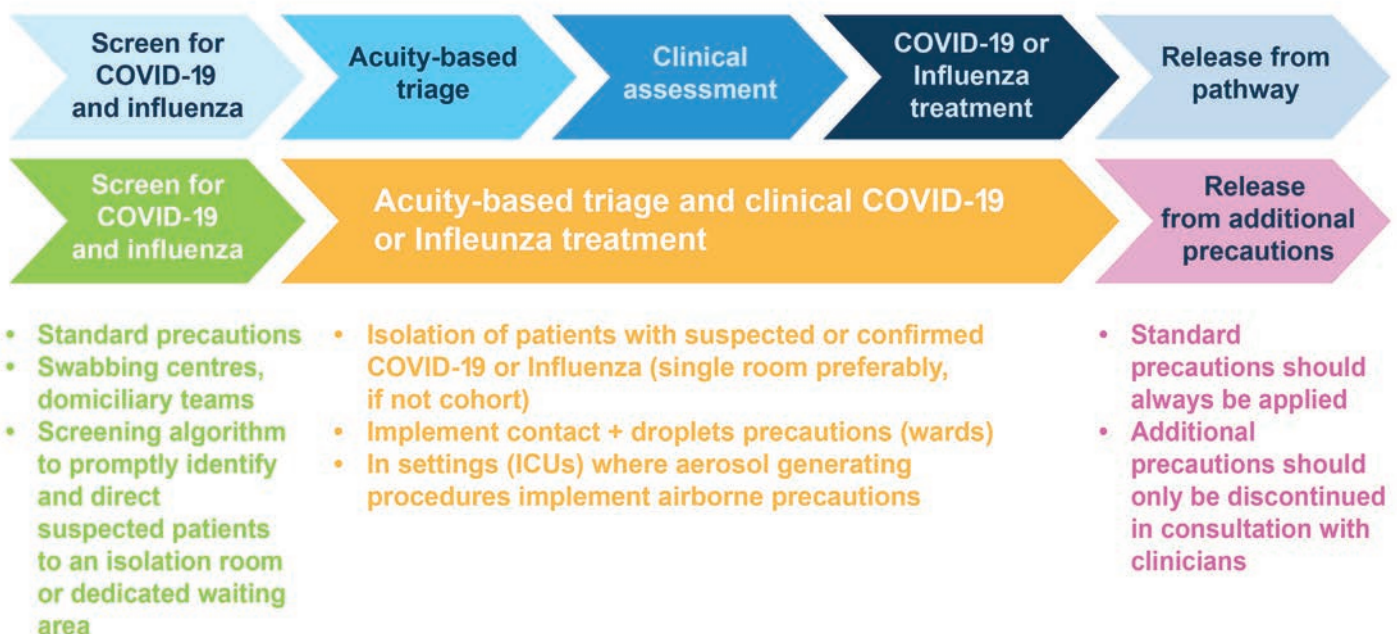 Screen for
COVID-19
and influenza
Acuity-based
triage
Clinical
assessment
COVID-19 or
Influenza
treatment
Release from
pathway
Screen for
COVID-19
and influenza
Acuity-based triage and clinical COVID-19
or Infleunza treatment
Release
from additional
precautions
• Standard precautions
• Swabbing centres,
domiciliary teams
• Screening algorithm
to promptly identify
and direct
suspected patients
to an isolation room
or dedicated waiting
area
• Isolation of patients with suspected or confirmed
COVID-19 or Influenza (single room preferably,
if not cohort)
• Implement contact + droplets precautions (wards)
• In settings (ICUs) where aerosol generating
procedures implement airborne precautions
• Standard
precautions should
always be applied
• Additional
precautions should
only be discontinued
in consultation with
clinicians